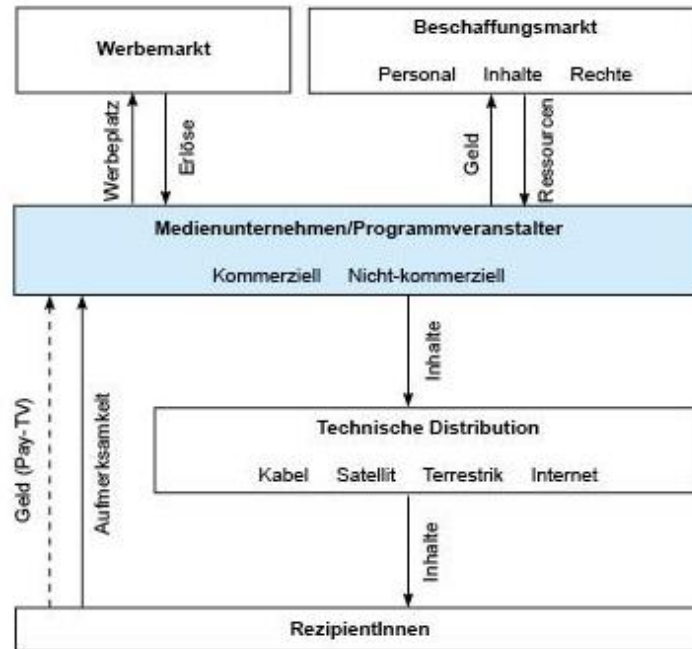 Werbemarkt
Beschaffungsmarkt
Personal Inhalte Rechte
Werbeplatz
Erlöse
Geld
Ressourcen
Medienunternehmen/Programmveranstalter
Kommerziell Nicht-kommerziell
Inhalte
Geld (Pay-TV)
Aufmerksamkeit
Technische Distribution
Kabel Satellit Terrestrik Internet
Inhalte
RezipientInnen